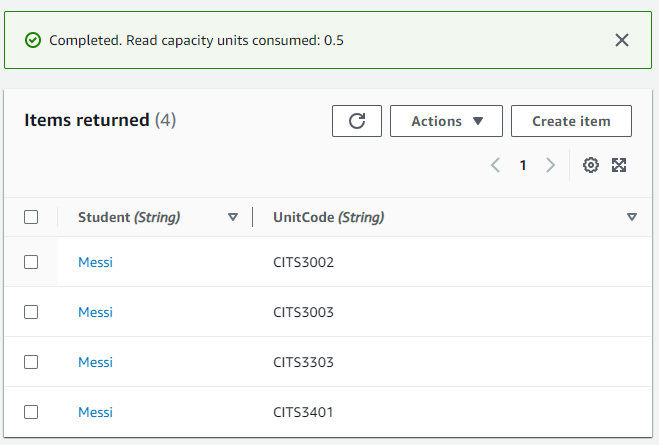 Completed. Read capacity units consumed: 0.5
Items returned (4)
Actions
Create item
1
Student (String) UnitCode (String)
Messi CITS3002
Messi CITS3003
Messi CITS3303
Messi CITS3401